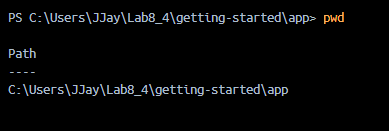 PS C:\Users\JJay\Lab8_4\getting-started\app> pwd
Path
----
C:\Users\JJay\Lab8_4\getting-started\app